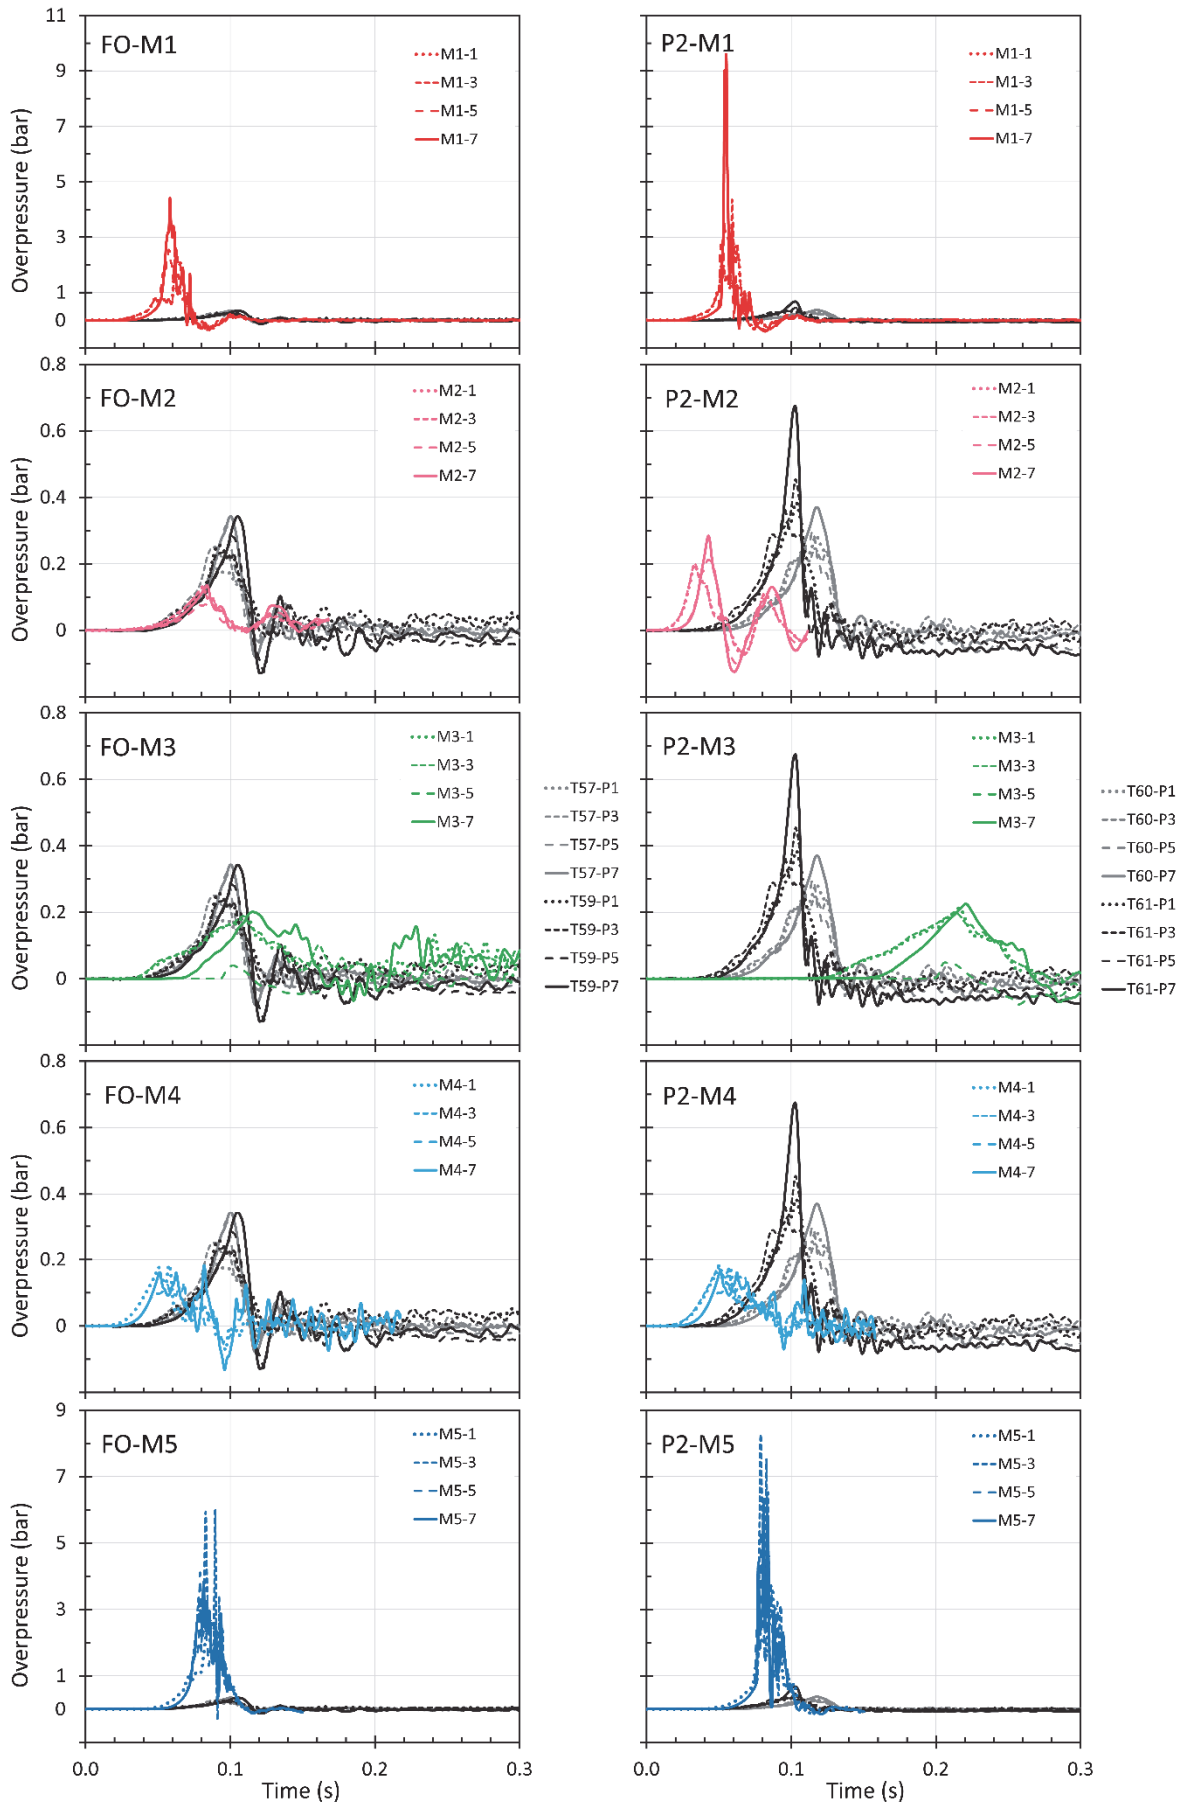 FO-M1
M1-1
M1-3
M1-5
M1-7
11
9
7
5
3
1
0
Overpressure (bar)
P2-M1
M1-1
M1-3
M1-5
M1-7
FO-M2
M2-1
M2-3
M2-5
M2-7
0.8
0.6
0.4
0.2
0
Overpressure (bar)
P2-M2
M2-1
M2-3
M2-5
M2-7
FO-M3
M3-1
M3-3
M3-5
M3-7
0.8
0.6
0.4
0.2
0
Overpressure (bar)
T57-P1
T57-P3
T57-P5
T57-P7
T59-P1
T59-P3
T59-P5
T59-P7
P2-M3
M3-1
M3-3
M3-5
M3-7
T60-P1
T60-P3
T60-P5
T60-P7
T61-P1
T61-P3
T61-P5
T61-P7
FO-M4
M4-1
M4-3
M4-5
M4-7
0.8
0.6
0.4
0.2
0
Overpressure (bar)
P2-M4
M4-1
M4-3
M4-5
M4-7
FO-M5
M5-1
M5-3
M5-5
M5-7
9
7
5
3
1
0
Overpressure (bar)
0.0 0.1 0.2 0.3
Time (s)
P2-M5
M5-1
M5-3
M5-5
M5-7
0.0 0.1 0.2 0.3
Time (s)